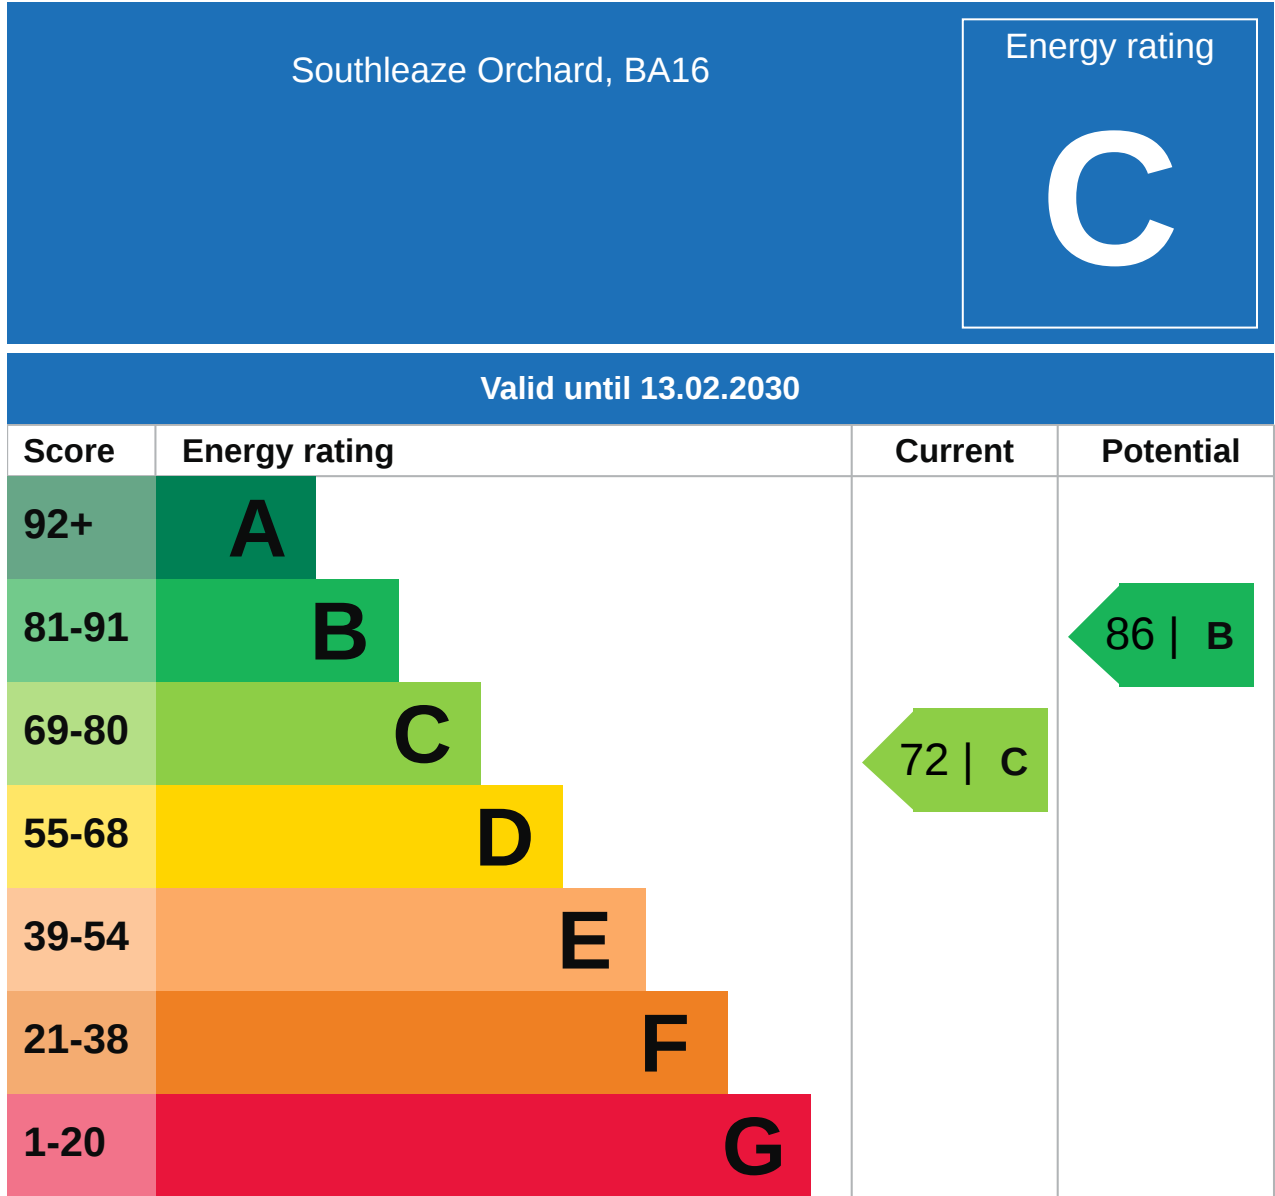 Southleaze Orchard, BA16
Energy rating
C
Valid until 13.02.2030
Score Energy rating Current Potential
92+ A
81-91 B 86 | B
69-80 C 72 | C
55-68 D
39-54 E
21-38 F
1-20 G